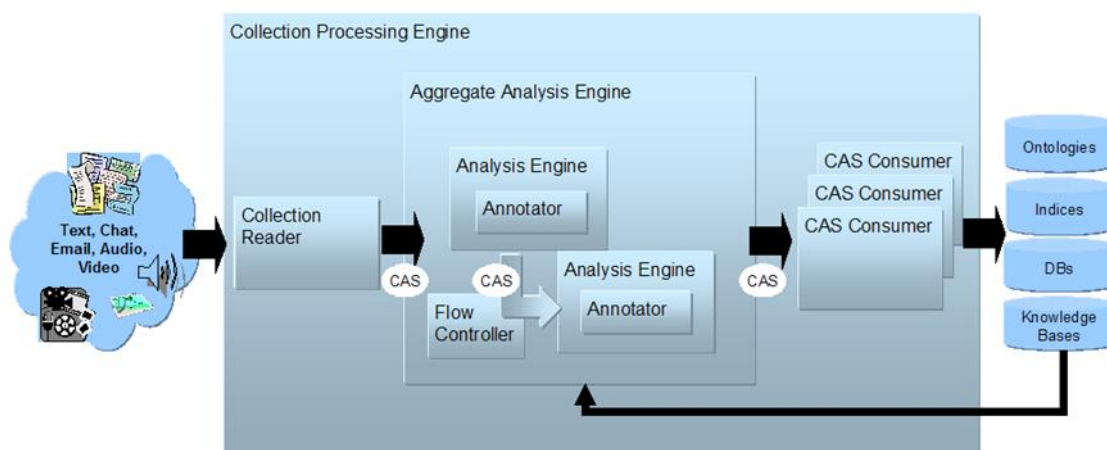 Collection Processing Engine
Aggregate Analysis Engine
Text, Chat,
Email, Audio,
Video
Collection
Reader
CAS
Analysis Engine
Annotator
CAS
Flow
Controller
Analysis Engine
Annotator
CAS
CAS Consumer
CAS Consumer
CAS Consumer
Ontologies
Indices
DBs
Knowledge
Bases